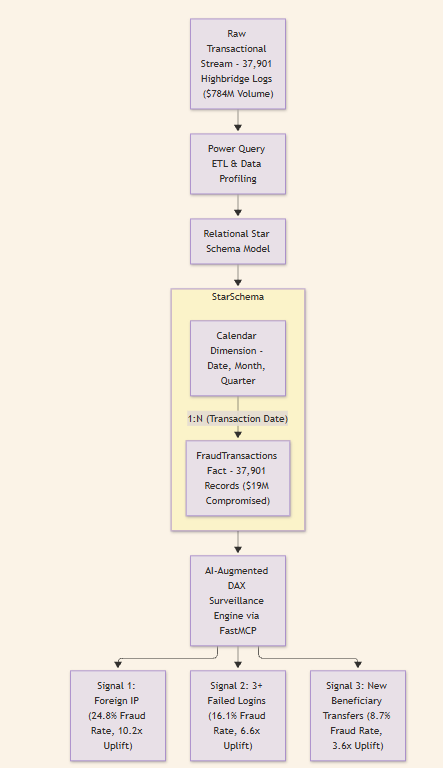 Raw
Transactional
Stream - 37,901
Highbridge Logs
($784M Volume)
Power Query
ETL & Data
Profiling
Relational Star
Schema Model
StarSchema
Calendar
Dimension -
Date, Month,
Quarter
1:N (Transaction Date)
FraudTransactions
Fact - 37,901
Records ($19M
Compromised)
AI-Augmented
DAX
Surveillance
Engine via
FastMCP
Signal 1:
Foreign IP
(24.8% Fraud
Rate, 10.2x
Uplift)
Signal 2: 3+
Failed Logins
(16.1% Fraud
Rate, 6.6x
Uplift)
Signal 3: New
Beneficiary
Transfers (8.7%
Fraud Rate,
3.6x Uplift)